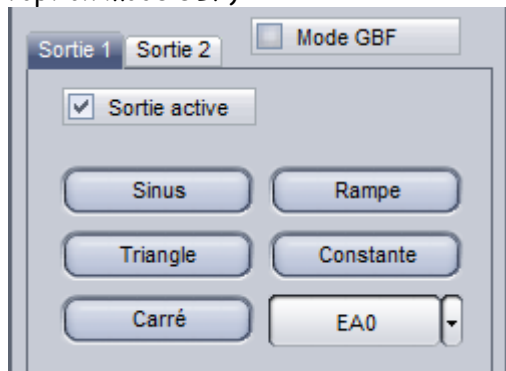 Mode GBF
Sortie 1 Sortie 2
Sortie active
Sinus Rampe
Triangle Constante
Carré EA0